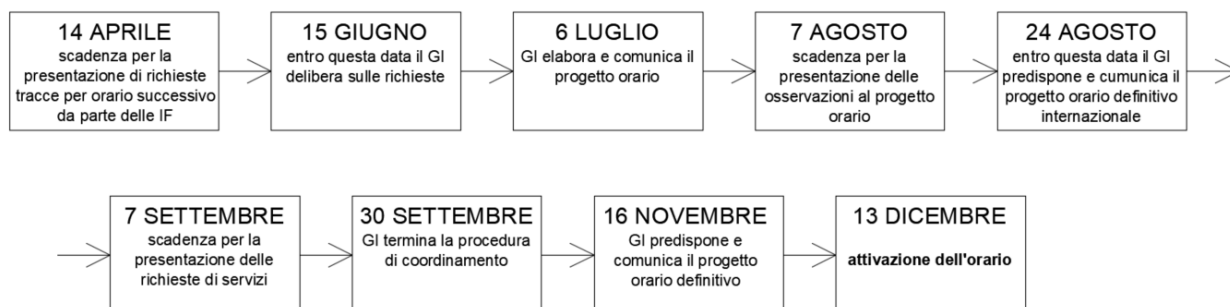 14 APRILE
scadenza per la
presentazione di richieste
tracce per orario successivo
da parte delle IF
15 GIUGNO
entro questa data il GI
delibera sulle richieste
6 LUGLIO
GI elabora e comunica il
progetto orario
7 AGOSTO
scadenza per la
presentazione delle
osservazioni al progetto
orario
24 AGOSTO
entro questa data il GI
predispone e cumunica il
progetto orario definitivo
internazionale
7 SETTEMBRE
scadenza per la
presentazione delle
richieste di servizi
30 SETTEMBRE
GI termina la procedura
di coordinamento
16 NOVEMBRE
GI predispone e
comunica il progetto
orario definitivo
13 DICEMBRE
attivazione dell'orario